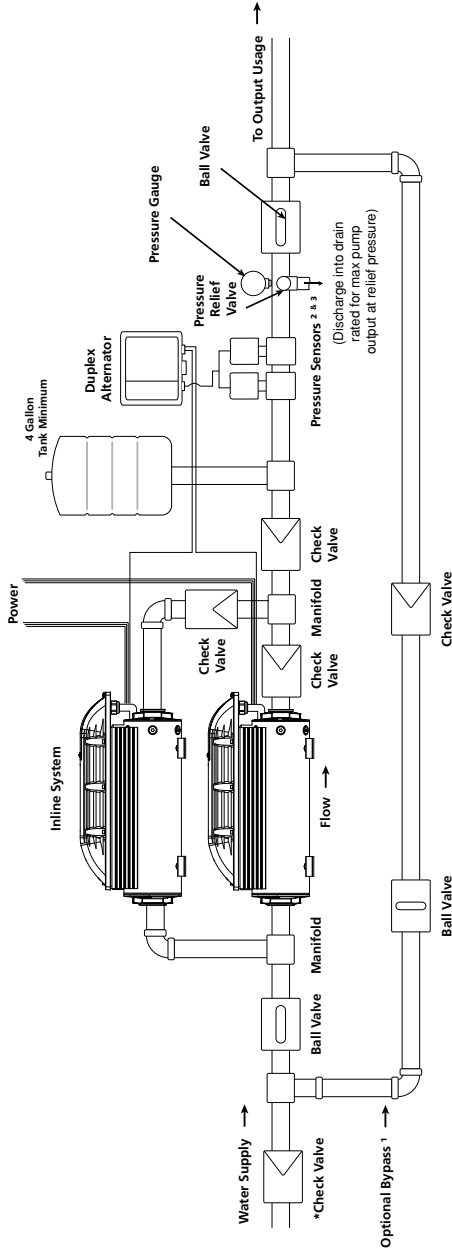 To Output Usage
Ball Valve
Pressure Gauge
Pressure
Relief
Valve
(Discharge into drain
rated for max pump
output at relief pressure)
Pressure Sensors ² & ³
Duplex
Alternator
4 Gallon
Tank Minimum
Power
Check
Valve
Check
Valve
Manifold
Check
Valve
Check Valve
Inline System
Flow
Manifold
Ball Valve
Ball Valve
Water Supply
*Check Valve
Optional Bypass ¹